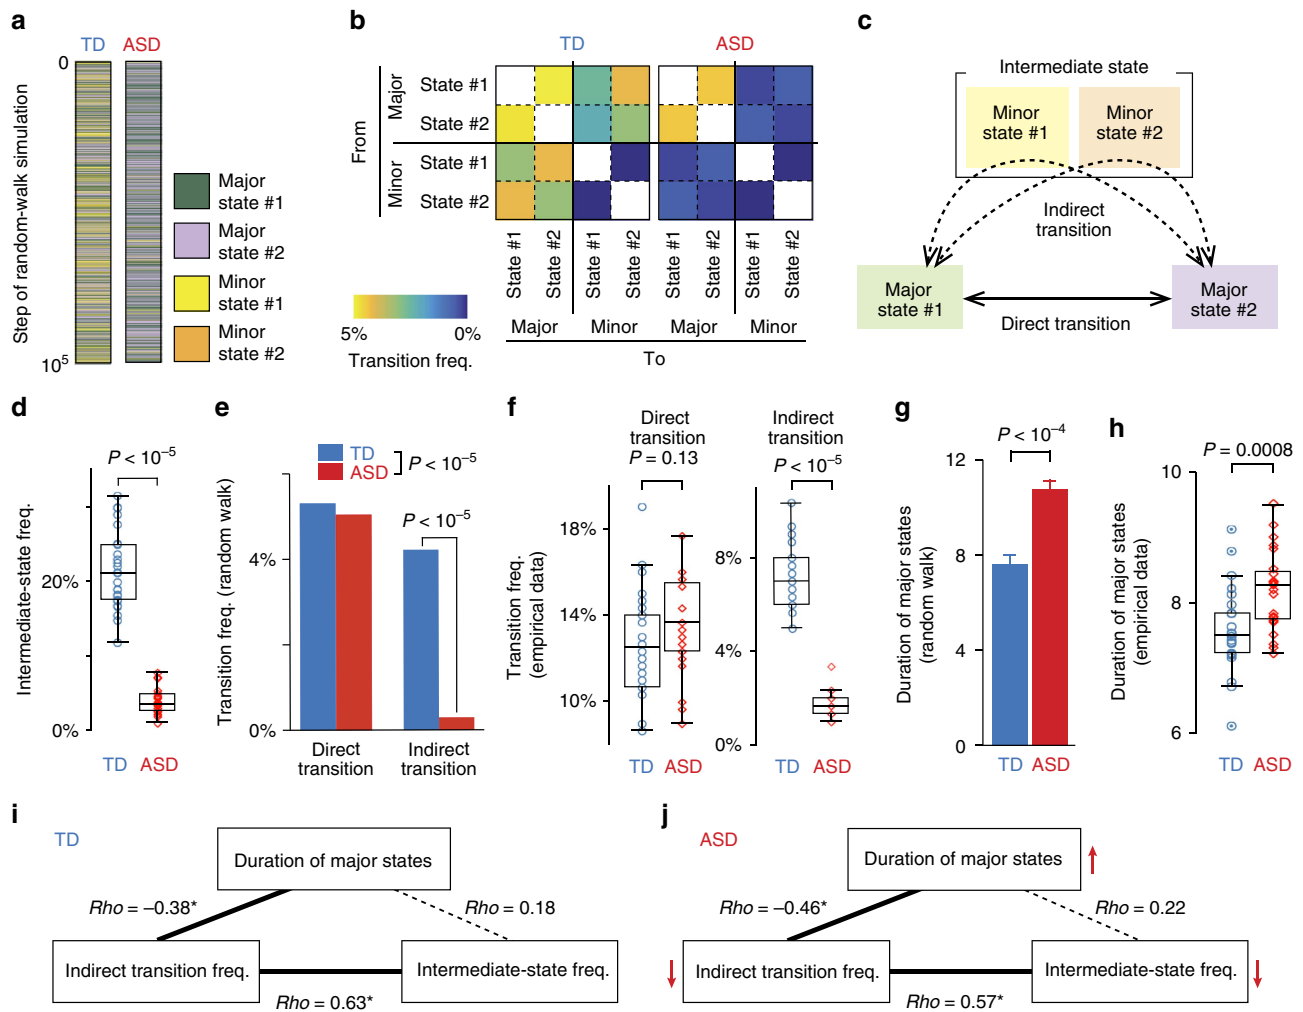 a
TD ASD
0
10⁵
Step of random-walk simulation
Major
state #1
Major
state #2
Minor
state #1
Minor
state #2
b
TD ASD
From
Major
Minor
State #1
State #2
State #1
State #2
State #1 State #2 State #1 State #2 State #1 State #2 State #1 State #2
Major Minor Major Minor
To
5% 0%
Transition freq.
c
Intermediate state
Minor
state #1
Minor
state #2
Indirect
transition
Major
state #1
Major
state #2
Direct transition
d
P < 10⁻⁵
Intermediate-state freq.
20%
0%
TD ASD
e
TD
ASD
P < 10⁻⁵
P < 10⁻⁵
Transition freq. (random walk)
4%
0%
Direct
transition
Indirect
transition
f
Direct
transition
P = 0.13
Indirect
transition
P < 10⁻⁵
Transition freq.
(empirical data)
18%
14%
10%
8%
4%
0%
TD ASD
TD ASD
g
P < 10⁻⁴
Duration of major states
(random walk)
12
8
4
0
TD ASD
h
P = 0.0008
Duration of major states
(empirical data)
10
8
6
TD ASD
i
TD
Duration of major states
Rho = –0.38*
Rho = 0.18
Indirect transition freq.
Intermediate-state freq.
Rho = 0.63*
j
ASD
Duration of major states
Rho = –0.46*
Rho = 0.22
Indirect transition freq.
Intermediate-state freq.
Rho = 0.57*